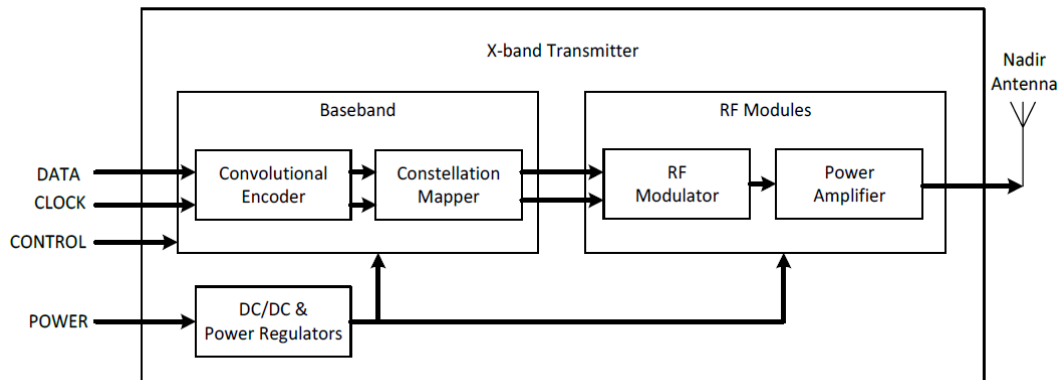 X-band Transmitter
Nadir
Antenna
Baseband
RF Modules
DATA
CLOCK
CONTROL
Convolutional
Encoder
Constellation
Mapper
RF
Modulator
Power
Amplifier
POWER
DC/DC &
Power Regulators